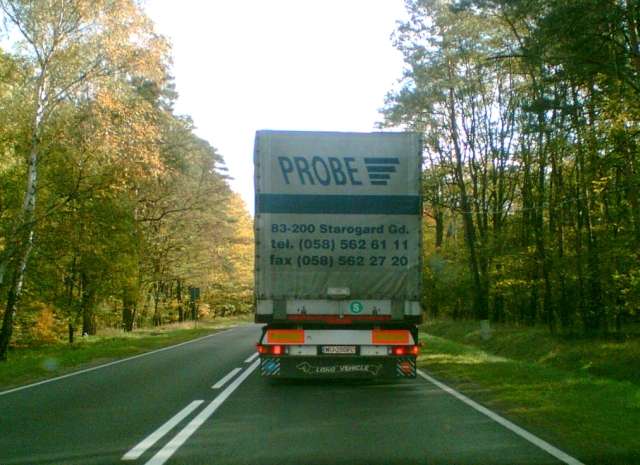 PROBE
83-200 Starogard Gd.
tel. (058) 562 61 11
fax (058) 562 27 20
S
LONG VEHICLE